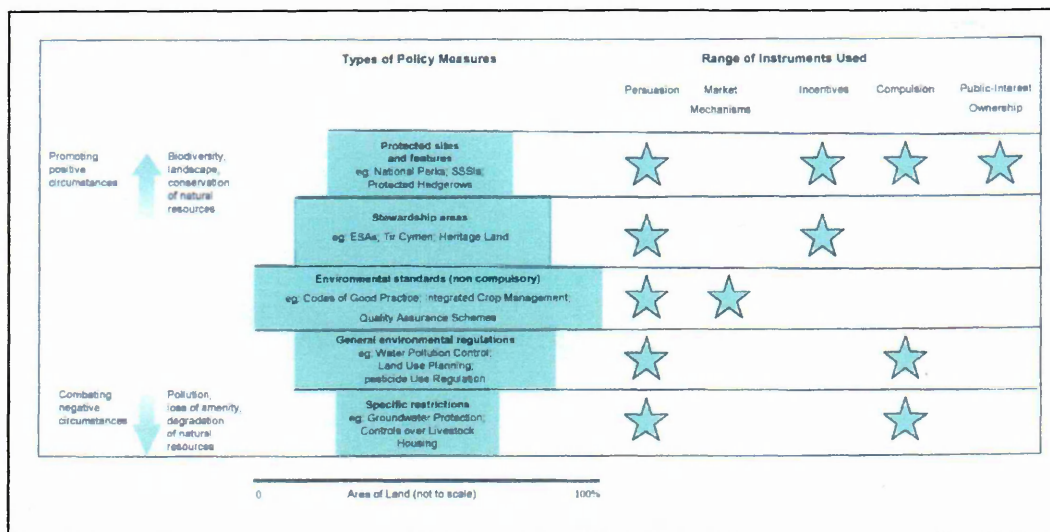 Types of Policy Measures
Range of Instruments Used
Persuasion
Market
Mechanisms
Incentives
Compulsion
Public-Interest
Ownership
Promoting
positive
circumstances
Biodiversity,
landscape,
conservation
of natural
resources
Protected sites
and features
eg: National Parks; SSSIs;
Protected Hedgerows
Stewardship areas
eg: ESAs; Tir Cymen; Heritage Land
Environmental standards (non compulsory)
eg: Codes of Good Practice; Integrated Crop Management;
Quality Assurance Schemes
General environmental regulations
eg: Water Pollution Control;
Land Use Planning;
pesticide Use Regulation
Combating
negative
circumstances
Pollution,
loss of amenity,
degradation
of natural
resources
Specific restrictions
eg: Groundwater Protection;
Controls over Livestock
Housing
0
Area of Land (not to scale)
100%